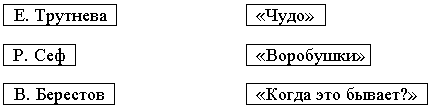 Е. Трутнева «Чудо»
Р. Сеф «Воробушки»
В. Берестов «Когда это бывает?»